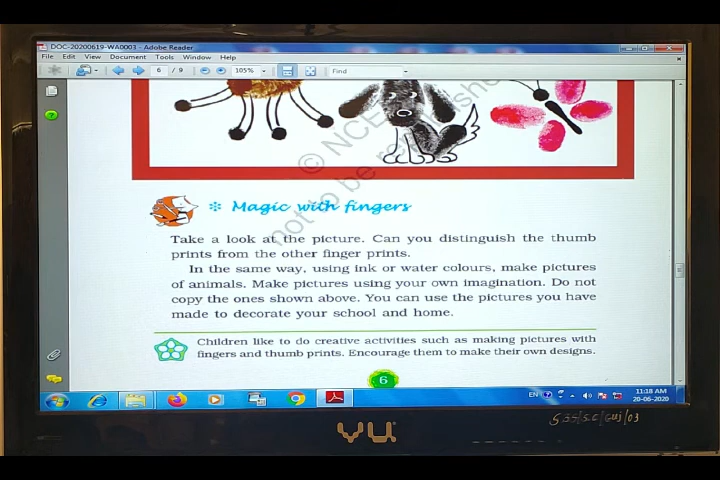 DOC-20200619-WA0003 - Adobe Reader
File Edit View Document Tools Window Help
6 / 9 105% Find
© NCE
not to be republishe
* Magic with fingers
Take a look at the picture. Can you distinguish the thumb
prints from the other finger prints.
In the same way, using ink or water colours, make pictures
of animals. Make pictures using your own imagination. Do not
copy the ones shown above. You can use the pictures you have
made to decorate your school and home.
Children like to do creative activities such as making pictures with
fingers and thumb prints. Encourage them to make their own designs.
6
EN 11:18 AM
20-06-2020
VU